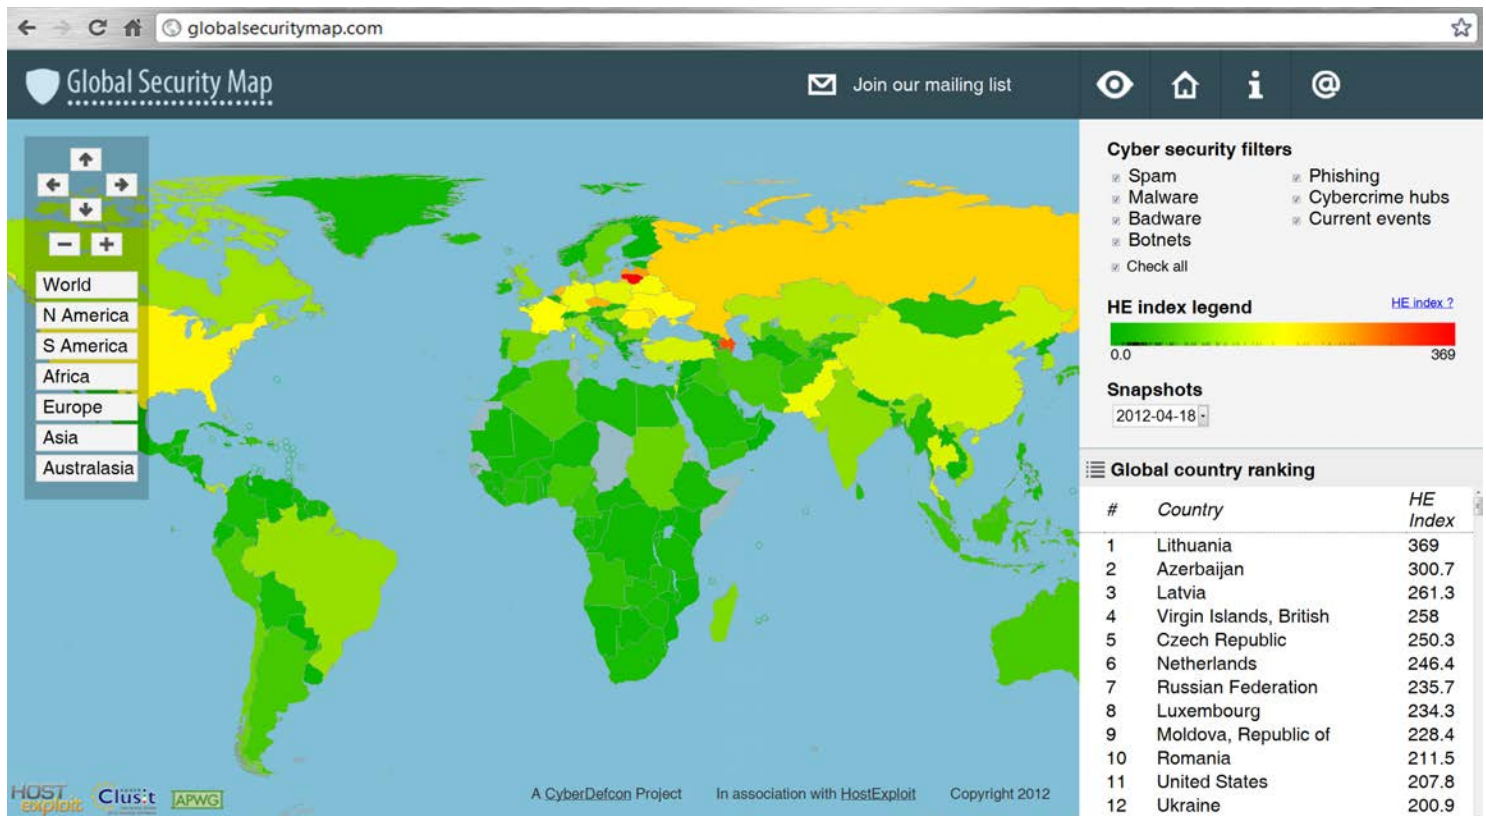 globalsecuritymap.com
Global Security Map
Join our mailing list
World
N America
S America
Africa
Europe
Asia
Australasia
HOST
exploit
Clusit
APWG
A CyberDefcon Project
In association with HostExploit
Copyright 2012
Cyber security filters
Spam
Phishing
Malware
Cybercrime hubs
Badware
Current events
Botnets
Check all
HE index legend
HE index ?
0.0
369
Snapshots
2012-04-18
Global country ranking
# Country HE Index
1 Lithuania 369
2 Azerbaijan 300.7
3 Latvia 261.3
4 Virgin Islands, British 258
5 Czech Republic 250.3
6 Netherlands 246.4
7 Russian Federation 235.7
8 Luxembourg 234.3
9 Moldova, Republic of 228.4
10 Romania 211.5
11 United States 207.8
12 Ukraine 200.9